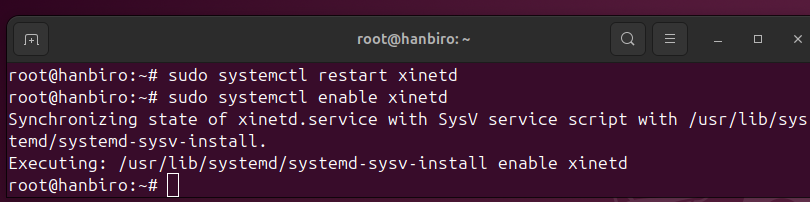 root@hanbiro: ~
root@hanbiro:~# sudo systemctl restart xinetd
root@hanbiro:~# sudo systemctl enable xinetd
Synchronizing state of xinetd.service with SysV service script with /usr/lib/sys
temd/systemd-sysv-install.
Executing: /usr/lib/systemd/systemd-sysv-install enable xinetd
root@hanbiro:~#